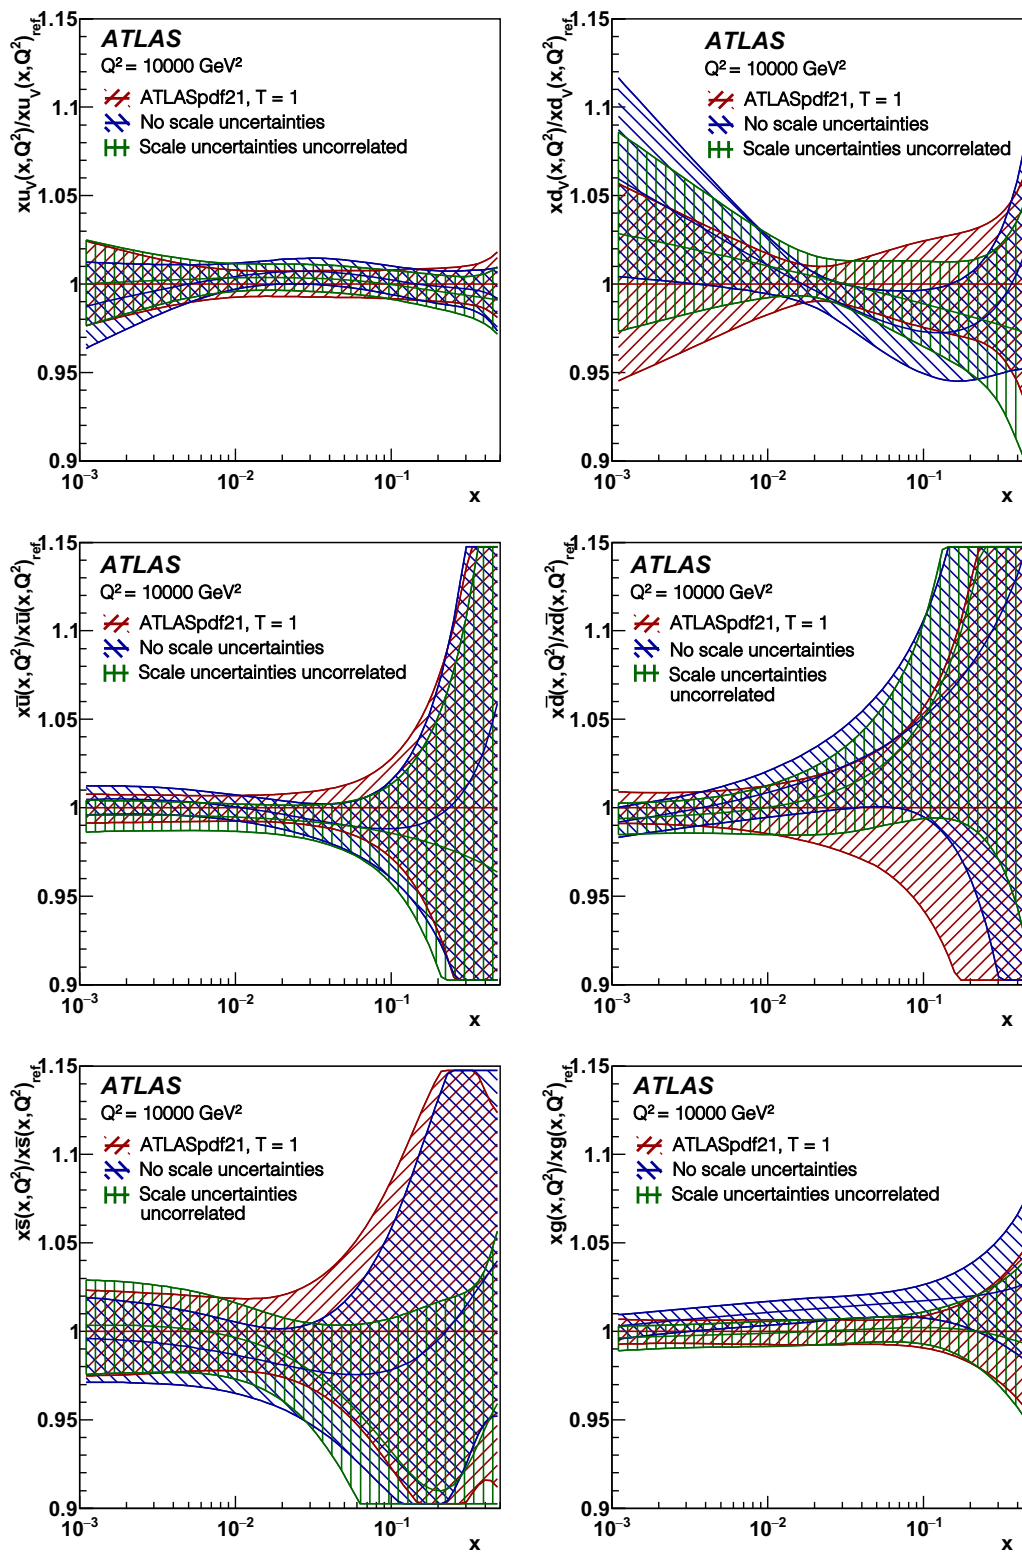 xu_V(x,Q²)/xu_V(x,Q²)_ref
1.15
1.1
1.05
1
0.95
0.9
ATLAS
Q² = 10000 GeV²
ATLASpdf21, T = 1
No scale uncertainties
Scale uncertainties uncorrelated
10⁻³
10⁻²
10⁻¹
x
xd_V(x,Q²)/xd_V(x,Q²)_ref
1.15
1.1
1.05
1
0.95
0.9
ATLAS
Q² = 10000 GeV²
ATLASpdf21, T = 1
No scale uncertainties
Scale uncertainties uncorrelated
10⁻³
10⁻²
10⁻¹
x
xu̅(x,Q²)/xu̅(x,Q²)_ref
1.15
1.1
1.05
1
0.95
0.9
ATLAS
Q² = 10000 GeV²
ATLASpdf21, T = 1
No scale uncertainties
Scale uncertainties uncorrelated
10⁻³
10⁻²
10⁻¹
x
xd̅(x,Q²)/xd̅(x,Q²)_ref
1.15
1.1
1.05
1
0.95
0.9
ATLAS
Q² = 10000 GeV²
ATLASpdf21, T = 1
No scale uncertainties
Scale uncertainties
uncorrelated
10⁻³
10⁻²
10⁻¹
x
xs̅(x,Q²)/xs̅(x,Q²)_ref
1.15
1.1
1.05
1
0.95
0.9
ATLAS
Q² = 10000 GeV²
ATLASpdf21, T = 1
No scale uncertainties
Scale uncertainties
uncorrelated
10⁻³
10⁻²
10⁻¹
x
xg(x,Q²)/xg(x,Q²)_ref
1.15
1.1
1.05
1
0.95
0.9
ATLAS
Q² = 10000 GeV²
ATLASpdf21, T = 1
No scale uncertainties
Scale uncertainties uncorrelated
10⁻³
10⁻²
10⁻¹
x